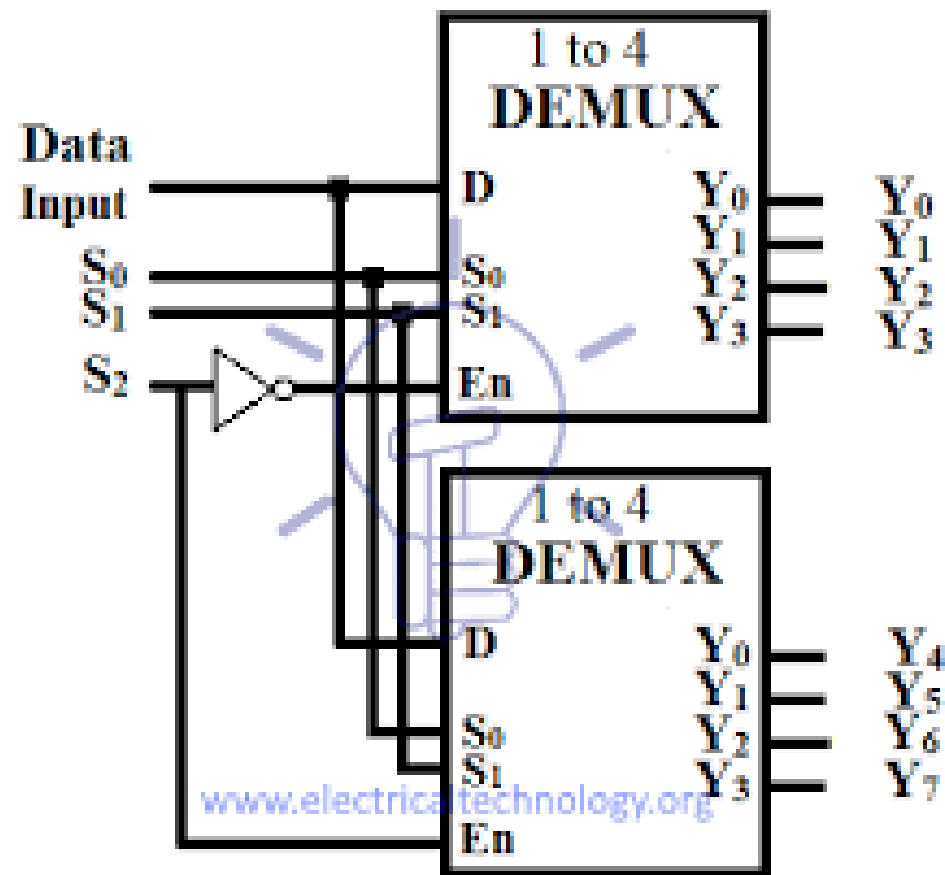 1 to 4
DEMUX
Data
Input
D
S₀
S₀
S₁
S₁
S₂
En
Y₀ Y₀
Y₁ Y₁
Y₂ Y₂
Y₃ Y₃
1 to 4
DEMUX
D
S₀
S₁
En
Y₀ Y₄
Y₁ Y₅
Y₂ Y₆
Y₃ Y₇
www.electricaltechnology.org